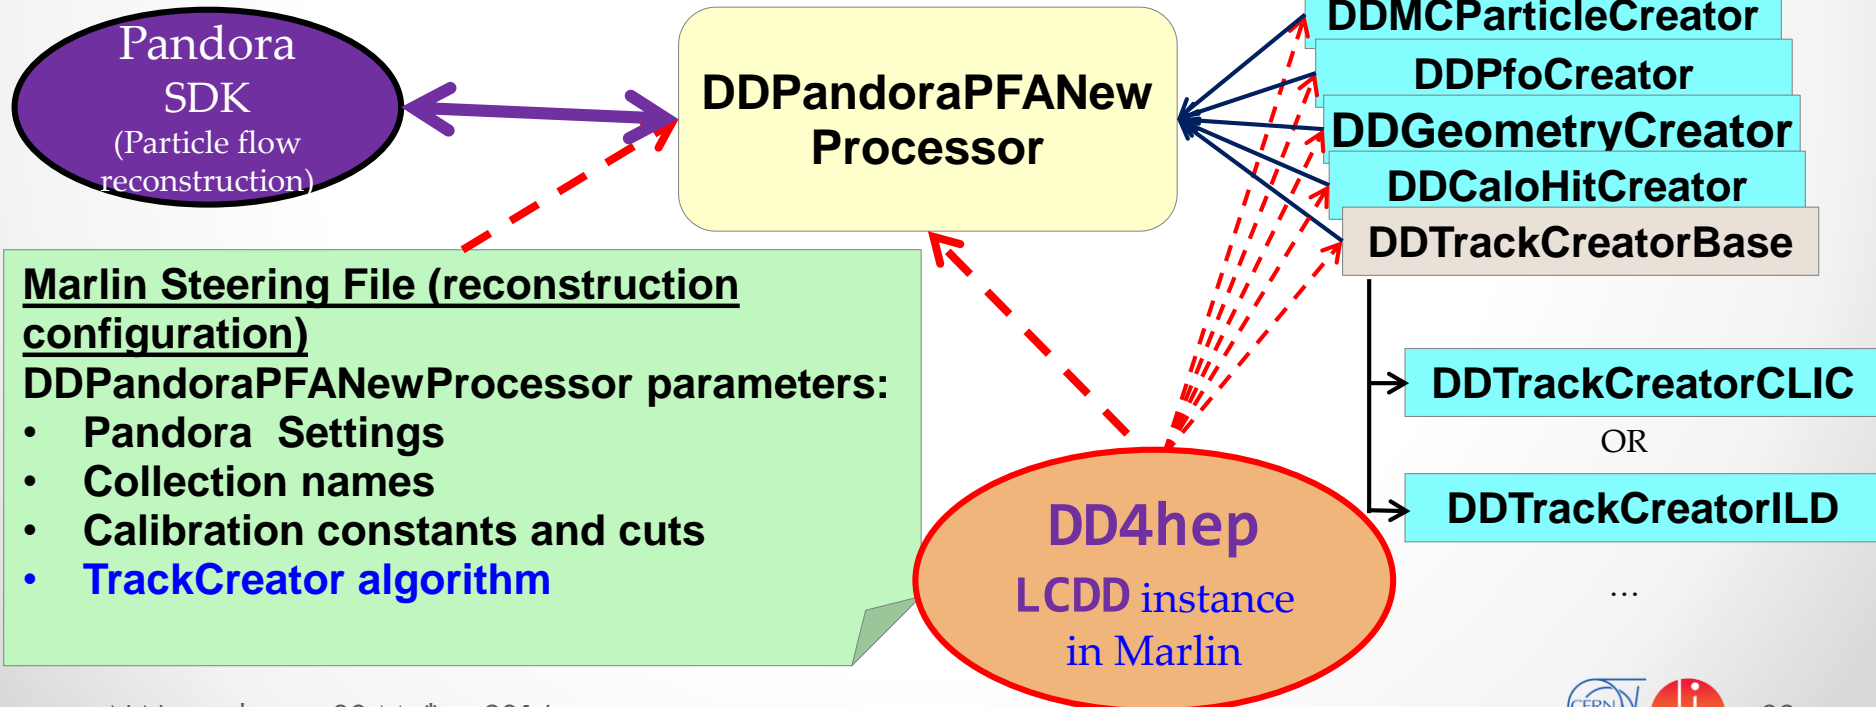 Pandora
SDK
(Particle flow
reconstruction)
DDPandoraPFANew
Processor
DDMCParticleCreator
DDPfoCreator
DDGeometryCreator
DDCaloHitCreator
DDTrackCreatorBase
Marlin Steering File (reconstruction
configuration)
DDPandoraPFANewProcessor parameters:
• Pandora Settings
• Collection names
• Calibration constants and cuts
• TrackCreator algorithm
DD4hep
LCDD instance
in Marlin
DDTrackCreatorCLIC
OR
DDTrackCreatorILD
...
CERN